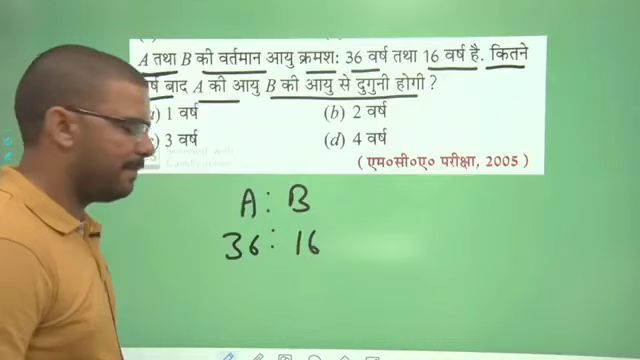 A तथा B की वर्तमान आयु क्रमश: 36 वर्ष तथा 16 वर्ष है. कितने
बाद A की आयु B की आयु से दुगुनी होगी ?
1 वर्ष (b) 2 वर्ष
3 वर्ष (d) 4 वर्ष
( एम०सी०ए० परीक्षा, 2005 )
A : B
36 : 16